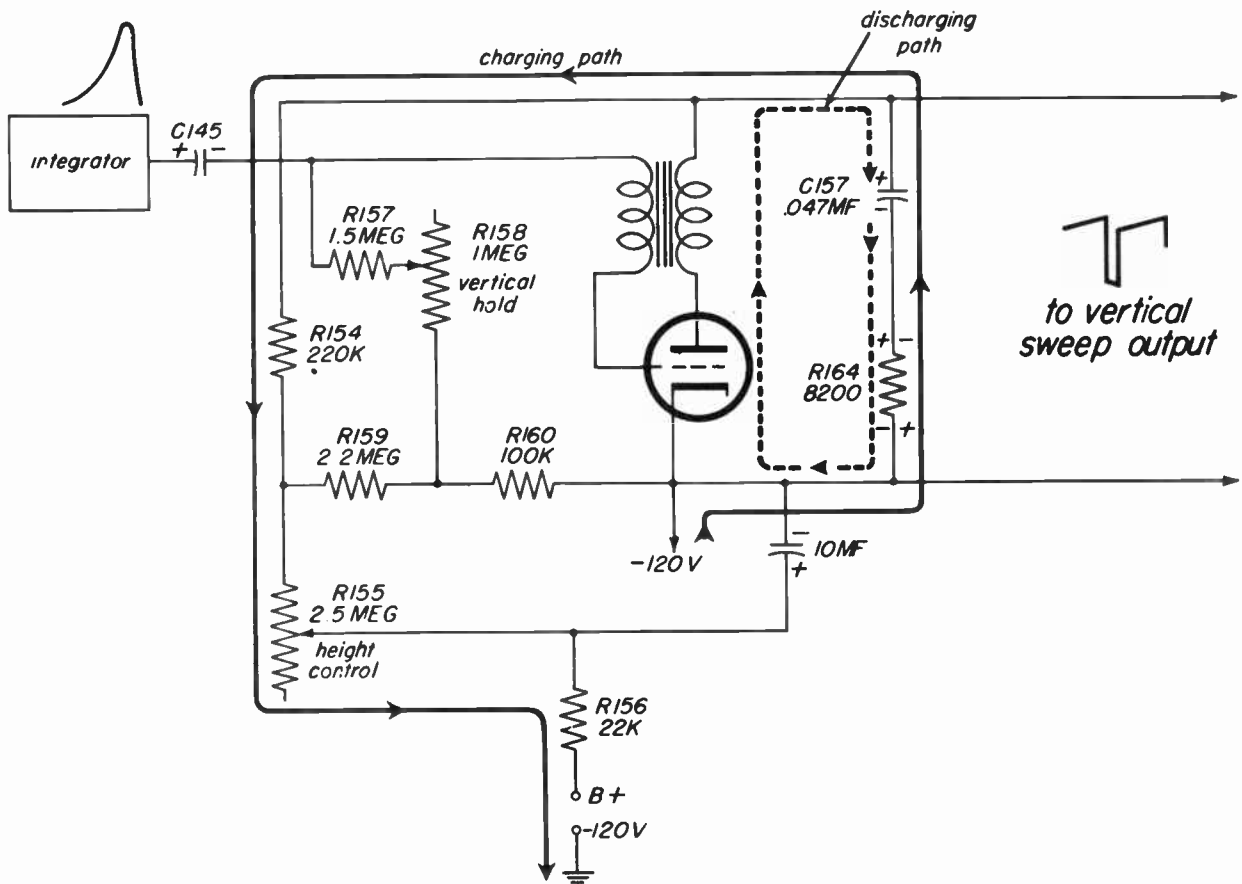 discharging
path
charging path
C145
+ -
integrator
R157
1.5 MEG
R158
1 MEG
vertical
hold
C157
.047MF
+
-
R154
220K
to vertical
sweep output
+ -
R164
8200
- +
R159
2 2 MEG
R160
100K
-120V
-
10MF
+
R155
2.5 MEG
height
control
R156
22K
B+
-120V